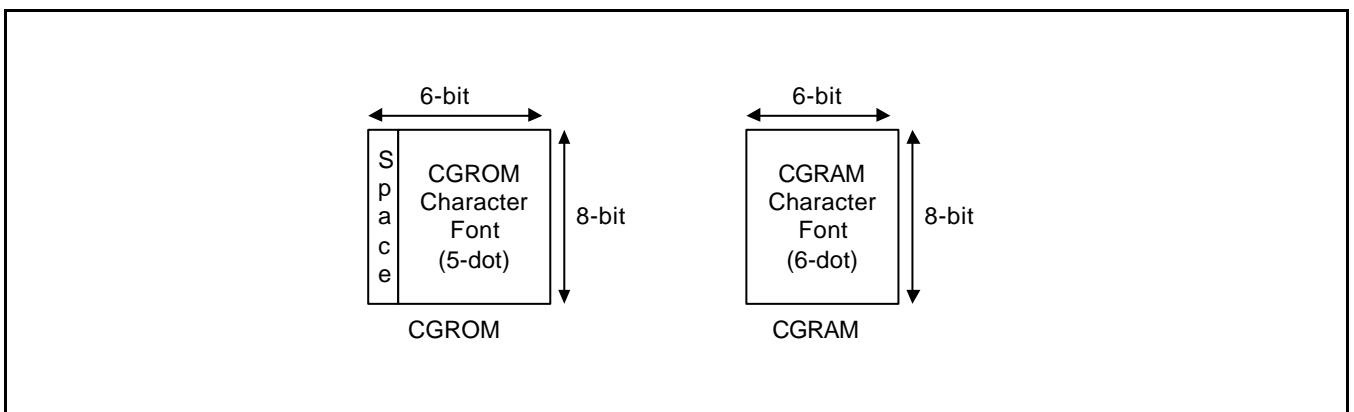 6-bit
S
p
a
c
e
CGROM
Character
Font
(5-dot)
8-bit
CGROM
6-bit
CGRAM
Character
Font
(6-dot)
8-bit
CGRAM